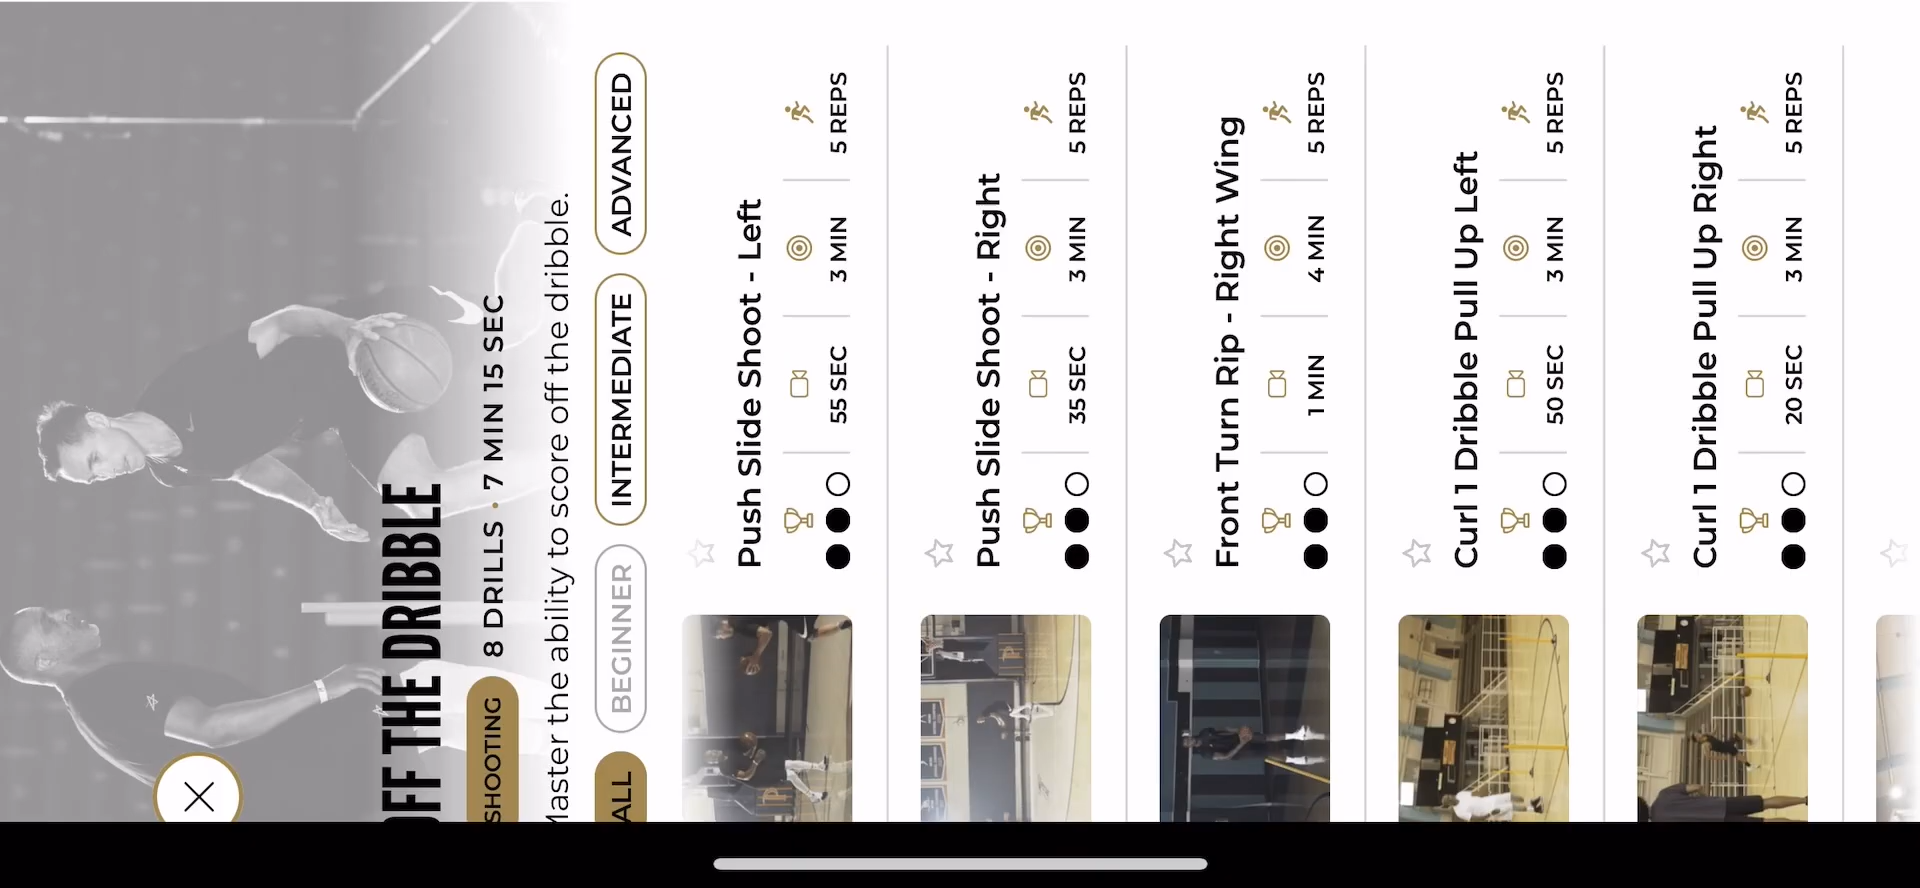 OFF THE DRIBBLE
SHOOTING 8 DRILLS • 7 MIN 15 SEC
Master the ability to score off the dribble.
ALL BEGINNER INTERMEDIATE ADVANCED
Push Slide Shoot - Left
55 SEC 3 MIN 5 REPS
Push Slide Shoot - Right
35 SEC 3 MIN 5 REPS
Front Turn Rip - Right Wing
1 MIN 4 MIN 5 REPS
Curl 1 Dribble Pull Up Left
50 SEC 3 MIN 5 REPS
Curl 1 Dribble Pull Up Right
20 SEC 3 MIN 5 REPS